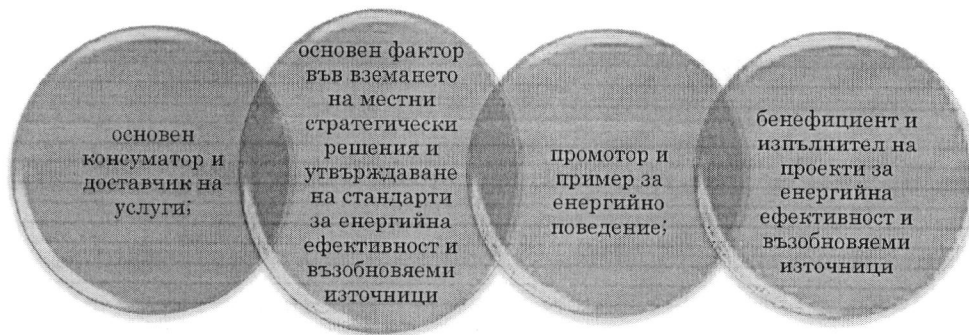 основен
консуматор и
доставчик на
услуги;
основен фактор
във вземането
на местни
стратегически
решения и
утвърждаване
на стандарти
за енергийна
ефективност и
възобновяеми
източници
промотор и
пример за
енергийно
поведение;
бенефициент и
изпълнител на
проекти за
енергийна
ефективност и
възобновяеми
източници